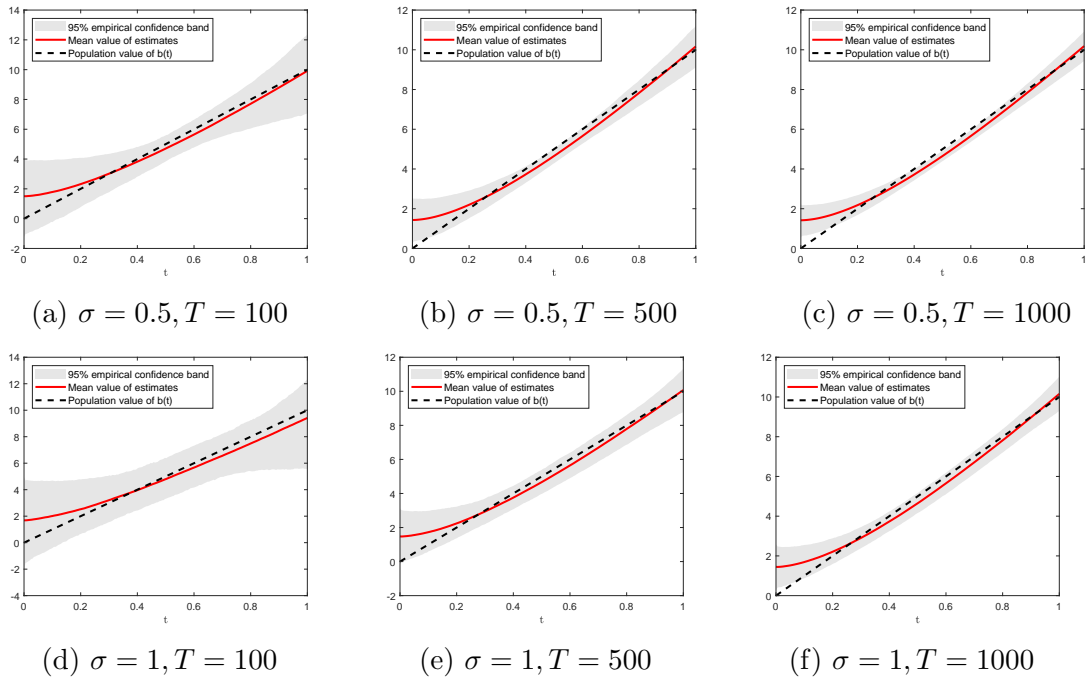 14
12
10
8
6
4
2
0
-2
95% empirical confidence band
Mean value of estimates
Population value of b(t)
0 0.2 0.4 0.6 0.8 1
t
(a) σ = 0.5, T = 100
12
10
8
6
4
2
0
95% empirical confidence band
Mean value of estimates
Population value of b(t)
0 0.2 0.4 0.6 0.8 1
t
(b) σ = 0.5, T = 500
12
10
8
6
4
2
0
95% empirical confidence band
Mean value of estimates
Population value of b(t)
0 0.2 0.4 0.6 0.8 1
t
(c) σ = 0.5, T = 1000
14
12
10
8
6
4
2
0
-2
-4
95% empirical confidence band
Mean value of estimates
Population value of b(t)
0 0.2 0.4 0.6 0.8 1
t
(d) σ = 1, T = 100
12
10
8
6
4
2
0
-2
95% empirical confidence band
Mean value of estimates
Population value of b(t)
0 0.2 0.4 0.6 0.8 1
t
(e) σ = 1, T = 500
12
10
8
6
4
2
0
95% empirical confidence band
Mean value of estimates
Population value of b(t)
0 0.2 0.4 0.6 0.8 1
t
(f) σ = 1, T = 1000